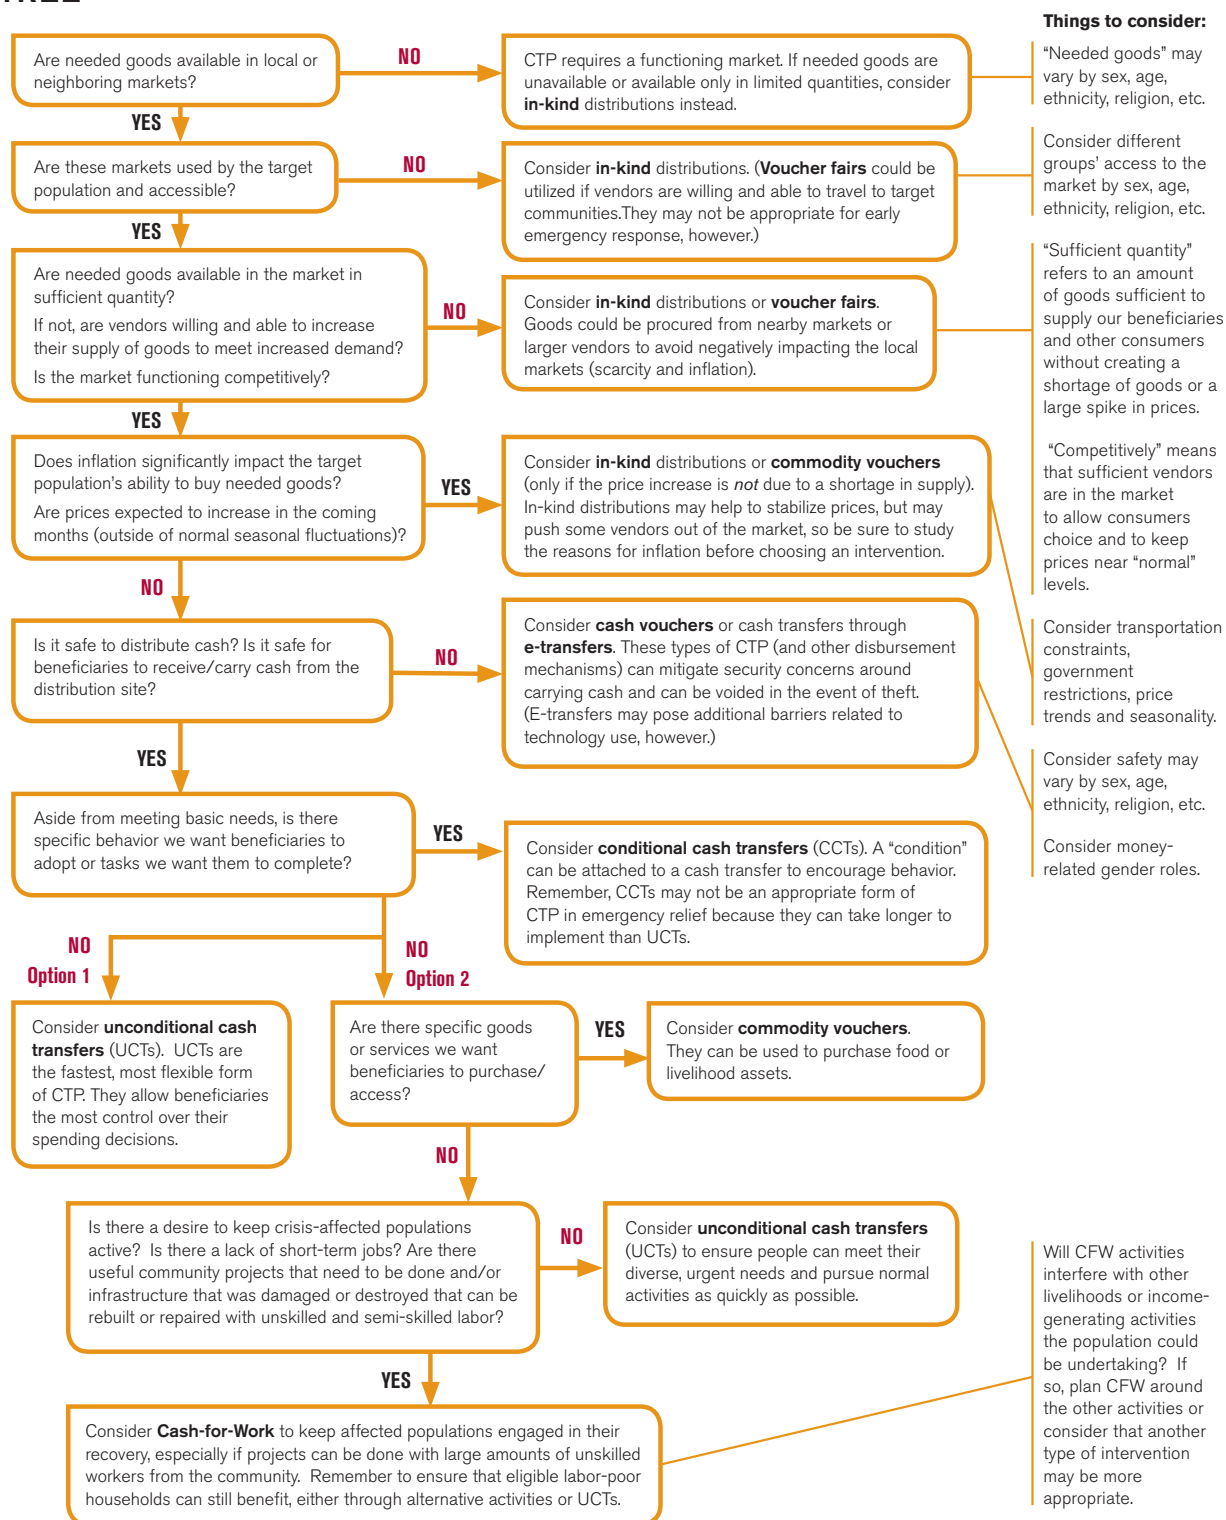 Things to consider:
Are needed goods available in local or
neighboring markets?
NO
CTP requires a functioning market. If needed goods are
unavailable or available only in limited quantities, consider
in-kind distributions instead.
“Needed goods” may
vary by sex, age,
ethnicity, religion, etc.
YES
Are these markets used by the target
population and accessible?
NO
Consider in-kind distributions. (Voucher fairs could be
utilized if vendors are willing and able to travel to target
communities.They may not be appropriate for early
emergency response, however.)
Consider different
groups’ access to the
market by sex, age,
ethnicity, religion, etc.
YES
Are needed goods available in the market in
sufficient quantity?
If not, are vendors willing and able to increase
their supply of goods to meet increased demand?
Is the market functioning competitively?
NO
Consider in-kind distributions or voucher fairs.
Goods could be procured from nearby markets or
larger vendors to avoid negatively impacting the local
markets (scarcity and inflation).
“Sufficient quantity”
refers to an amount
of goods sufficient to
supply our beneficiaries
and other consumers
without creating a
shortage of goods or a
large spike in prices.
“Competitively” means
that sufficient vendors
are in the market
to allow consumers
choice and to keep
prices near “normal”
levels.
YES
Does inflation significantly impact the target
population’s ability to buy needed goods?
Are prices expected to increase in the coming
months (outside of normal seasonal fluctuations)?
YES
Consider in-kind distributions or commodity vouchers
(only if the price increase is not due to a shortage in supply).
In-kind distributions may help to stabilize prices, but may
push some vendors out of the market, so be sure to study
the reasons for inflation before choosing an intervention.
Consider transportation
constraints,
government
restrictions, price
trends and seasonality.
NO
Is it safe to distribute cash? Is it safe for
beneficiaries to receive/carry cash from the
distribution site?
NO
Consider cash vouchers or cash transfers through
e-transfers. These types of CTP (and other disbursement
mechanisms) can mitigate security concerns around
carrying cash and can be voided in the event of theft.
(E-transfers may pose additional barriers related to
technology use, however.)
Consider safety may
vary by sex, age,
ethnicity, religion, etc.
Consider money-
related gender roles.
YES
Aside from meeting basic needs, is there
specific behavior we want beneficiaries to
adopt or tasks we want them to complete?
YES
Consider conditional cash transfers (CCTs). A “condition”
can be attached to a cash transfer to encourage behavior.
Remember, CCTs may not be an appropriate form of
CTP in emergency relief because they can take longer to
implement than UCTs.
NO
Option 1
NO
Option 2
Consider unconditional cash
transfers (UCTs). UCTs are
the fastest, most flexible form
of CTP. They allow beneficiaries
the most control over their
spending decisions.
Are there specific goods
or services we want
beneficiaries to purchase/
access?
YES
Consider commodity vouchers.
They can be used to purchase food or
livelihood assets.
NO
Is there a desire to keep crisis-affected populations
active? Is there a lack of short-term jobs? Are there
useful community projects that need to be done and/or
infrastructure that was damaged or destroyed that can be
rebuilt or repaired with unskilled and semi-skilled labor?
NO
Consider unconditional cash transfers
(UCTs) to ensure people can meet their
diverse, urgent needs and pursue normal
activities as quickly as possible.
YES
Consider Cash-for-Work to keep affected populations engaged in their
recovery, especially if projects can be done with large amounts of unskilled
workers from the community. Remember to ensure that eligible labor-poor
households can still benefit, either through alternative activities or UCTs.
Will CFW activities
interfere with other
livelihoods or income-
generating activities
the population could
be undertaking? If
so, plan CFW around
the other activities or
consider that another
type of intervention
may be more
appropriate.